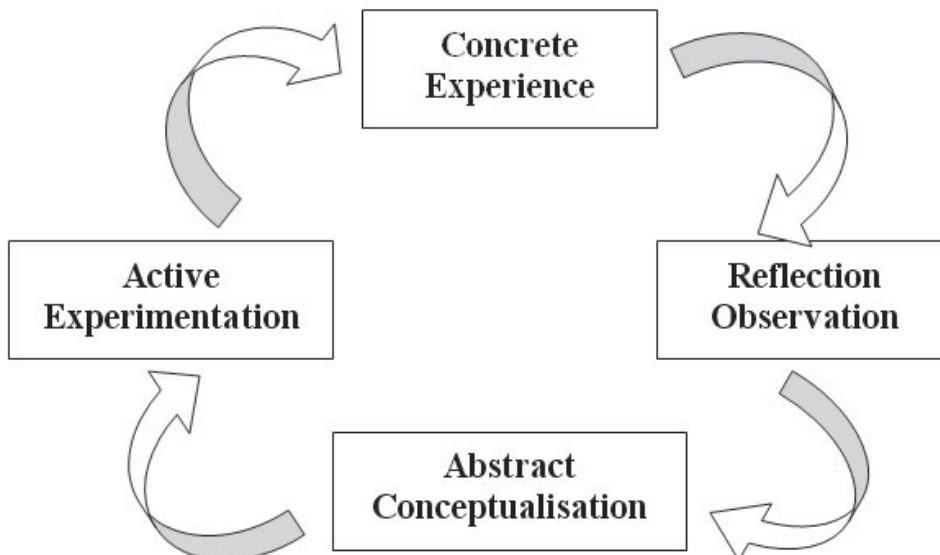 Concrete
Experience
Reflection
Observation
Abstract
Conceptualisation
Active
Experimentation